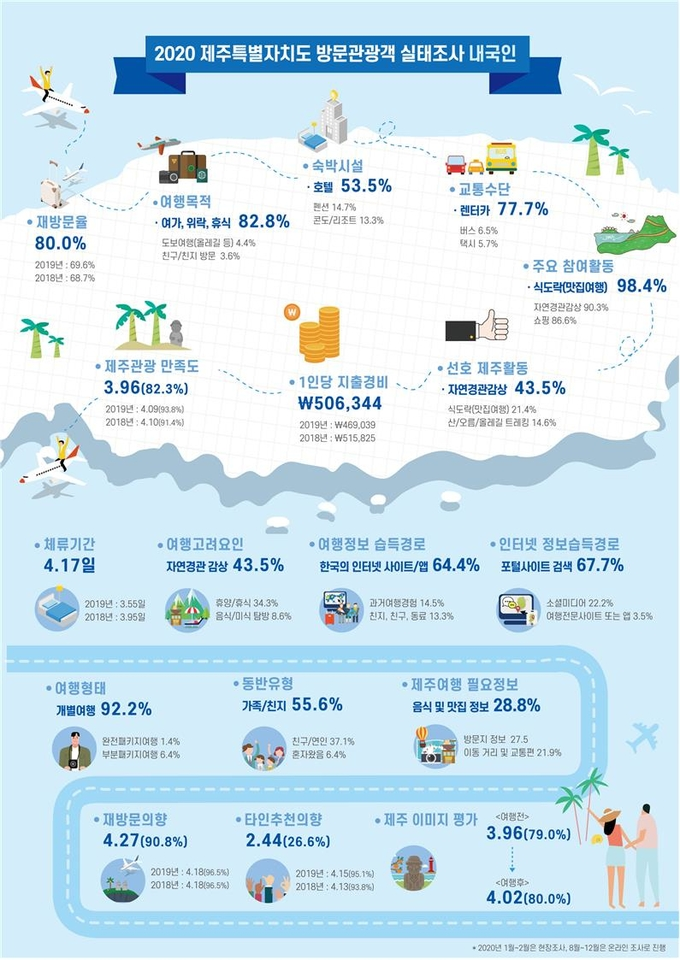 2020 제주특별자치도 방문관광객 실태조사 내국인
• 재방문율
80.0%
2019년 : 69.6%
2018년 : 68.7%
• 여행목적
· 여가, 위락, 휴식 82.8%
도보여행(올레길 등) 4.4%
친구/친지 방문 3.6%
• 숙박시설
· 호텔 53.5%
펜션 14.7%
콘도/리조트 13.3%
• 교통수단
· 렌터카 77.7%
버스 6.5%
택시 5.7%
• 주요 참여활동
· 식도락(맛집여행) 98.4%
자연경관감상 90.3%
쇼핑 86.6%
• 제주관광 만족도
3.96(82.3%)
2019년 : 4.09(93.8%)
2018년 : 4.10(91.4%)
₩
• 1인당 지출경비
₩506,344
2019년 : ₩469,039
2018년 : ₩515,825
• 선호 제주활동
· 자연경관감상 43.5%
식도락(맛집여행) 21.4%
산/오름/올레길 트레킹 14.6%
• 체류기간
4.17일
2019년 : 3.55일
2018년 : 3.95일
• 여행고려요인
자연경관 감상 43.5%
휴양/휴식 34.3%
음식/미식 탐방 8.6%
• 여행정보 습득경로
한국의 인터넷 사이트/앱 64.4%
과거여행경험 14.5%
친지, 친구, 동료 13.3%
• 인터넷 정보습득경로
포털사이트 검색 67.7%
소셜미디어 22.2%
여행전문사이트 또는 앱 3.5%
• 여행형태
개별여행 92.2%
완전패키지여행 1.4%
부분패키지여행 6.4%
• 동반유형
가족/친지 55.6%
친구/연인 37.1%
혼자왔음 6.4%
• 제주여행 필요정보
음식 및 맛집 정보 28.8%
방문지 정보 27.5
이동 거리 및 교통편 21.9%
• 재방문의향
4.27(90.8%)
2019년 : 4.18(96.5%)
2018년 : 4.18(96.5%)
• 타인추천의향
2.44(26.6%)
2019년 : 4.15(95.1%)
2018년 : 4.13(93.8%)
• 제주 이미지 평가
<여행전>
3.96(79.0%)
<여행후>
4.02(80.0%)
* 2020년 1월~2월은 현장조사, 8월~12월은 온라인 조사로 진행